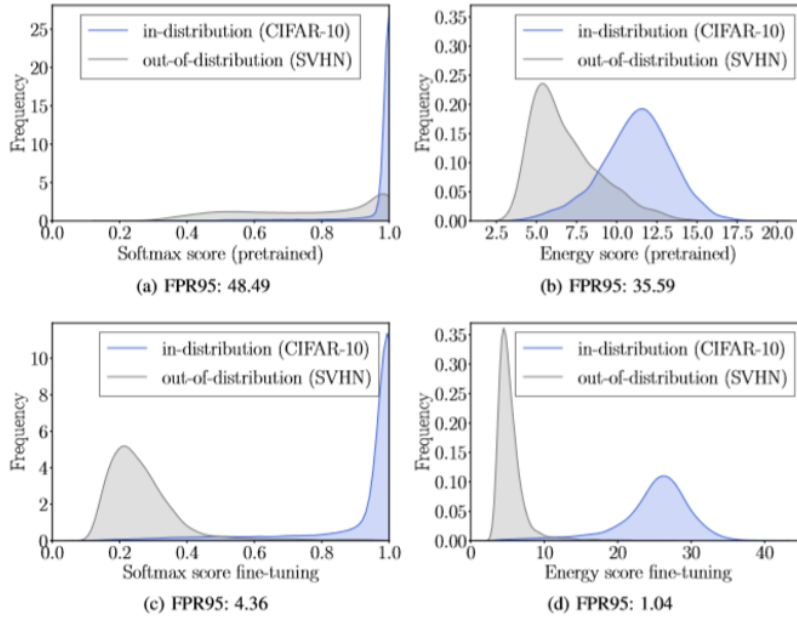 in-distribution (CIFAR-10)
out-of-distribution (SVHN)
Frequency
25
20
15
10
5
0
0.0 0.2 0.4 0.6 0.8 1.0
Softmax score (pretrained)
(a) FPR95: 48.49
in-distribution (CIFAR-10)
out-of-distribution (SVHN)
Frequency
0.35
0.30
0.25
0.20
0.15
0.10
0.05
0.00
2.5 5.0 7.5 10.0 12.5 15.0 17.5 20.0
Energy score (pretrained)
(b) FPR95: 35.59
in-distribution (CIFAR-10)
out-of-distribution (SVHN)
Frequency
10
8
6
4
2
0
0.0 0.2 0.4 0.6 0.8 1.0
Softmax score fine-tuning
(c) FPR95: 4.36
in-distribution (CIFAR-10)
out-of-distribution (SVHN)
Frequency
0.35
0.30
0.25
0.20
0.15
0.10
0.05
0.00
0 10 20 30 40
Energy score fine-tuning
(d) FPR95: 1.04